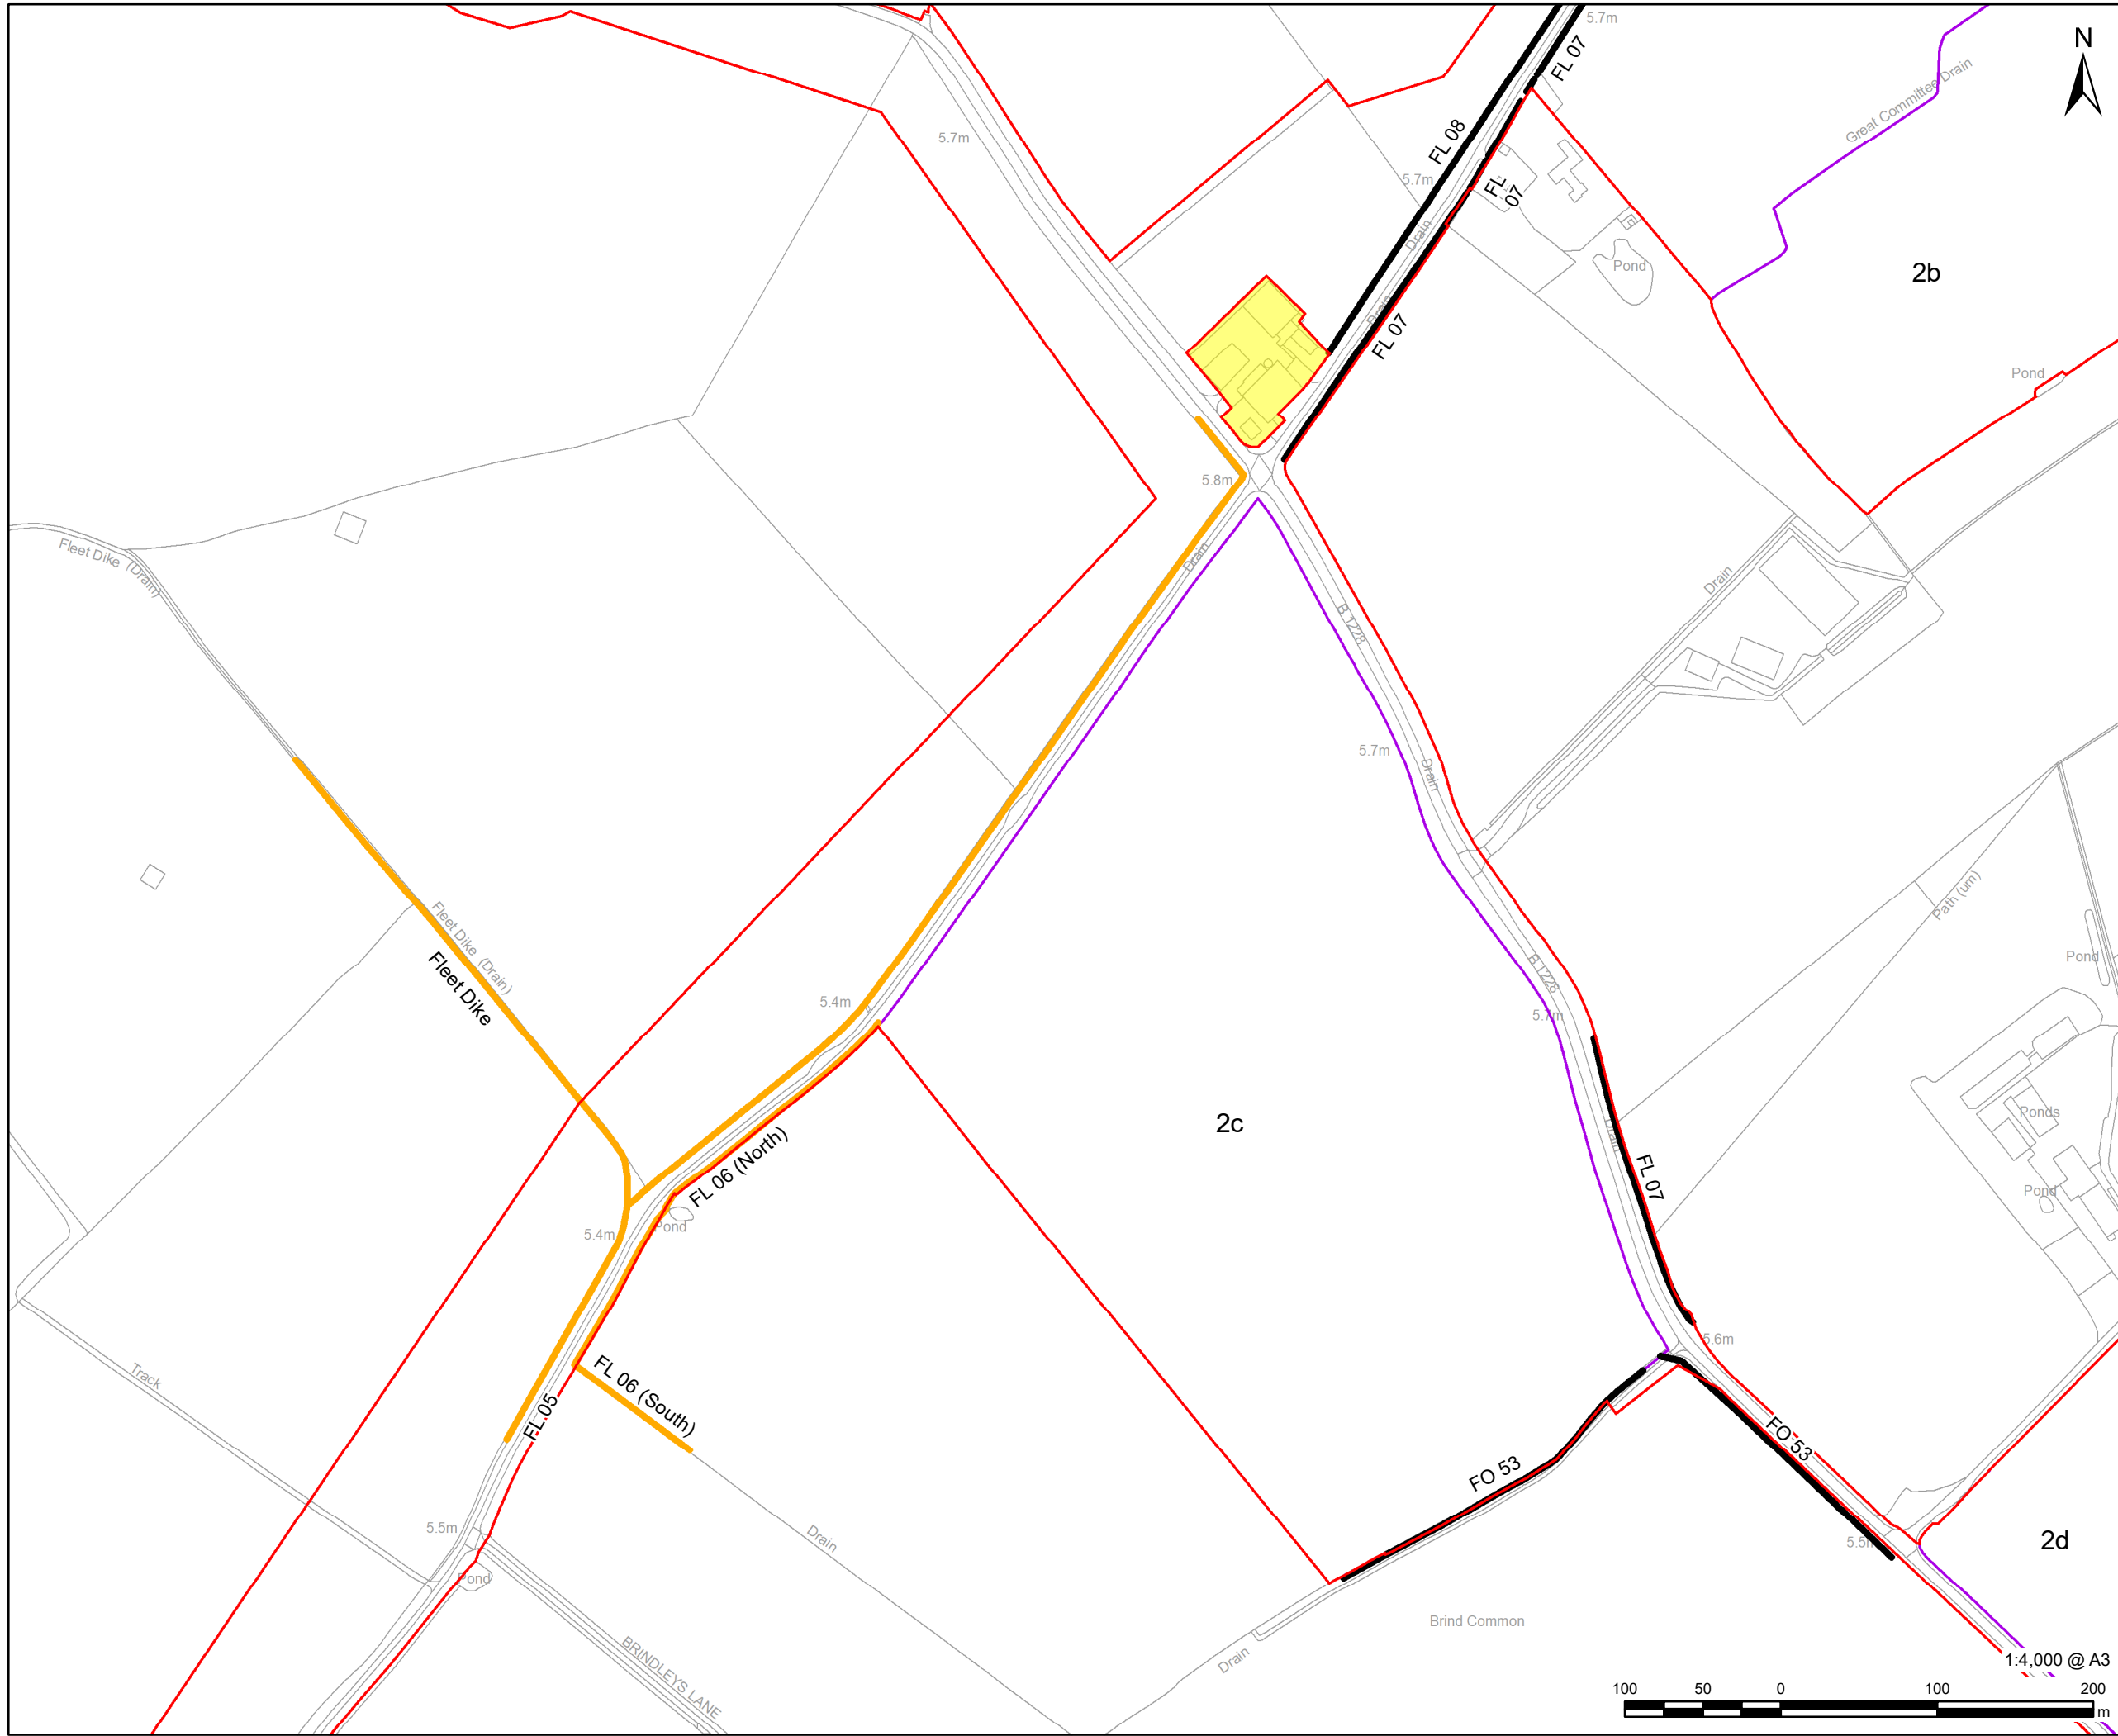 5.7m
N
FL 07
Great Committee Drain
5.7m
FL 08
5.7m
FL
07
Drain
Pond
2b
Drain
FL 07
Pond
5.8m
Fleet Dike (Drain)
Drain
Drain
B 1228
5.7m
Drain
Path (um)
Fleet Dike (Drain)
Fleet Dike
Pond
B 1228
5.4m
5.7m
2c
Ponds
Drain
FL 06 (North)
FL 07
Pond
Pond
5.4m
5.6m
Track
FL 06 (South)
FL 05
FO 53
FO 53
5.5m
Drain
5.5m
2d
Pond
Brind Common
BRINDLEYS LANE
Drain
1:4,000 @ A3
100 50 0 100 200
m